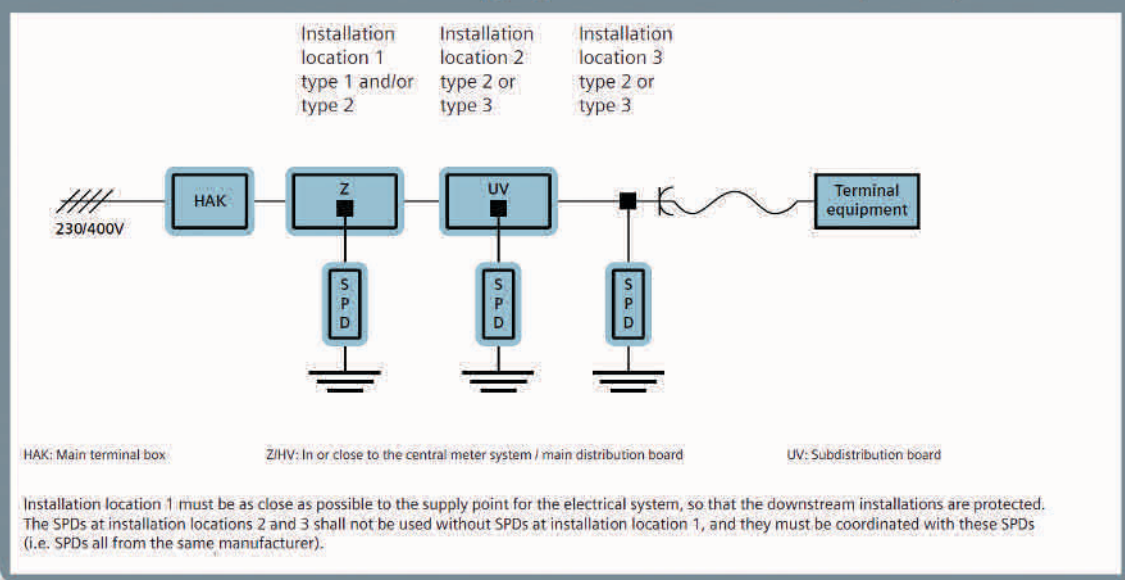 Installation
location 1
type 1 and/or
type 2
Installation
location 2
type 2 or
type 3
Installation
location 3
type 2 or
type 3
230/400V
HAK
Z
UV
Terminal
equipment
S
P
D
S
P
D
S
P
D
HAK: Main terminal box
Z/HV: In or close to the central meter system / main distribution board
UV: Subdistribution board
Installation location 1 must be as close as possible to the supply point for the electrical system, so that the downstream installations are protected.
The SPDs at installation locations 2 and 3 shall not be used without SPDs at installation location 1, and they must be coordinated with these SPDs
(i.e. SPDs all from the same manufacturer).